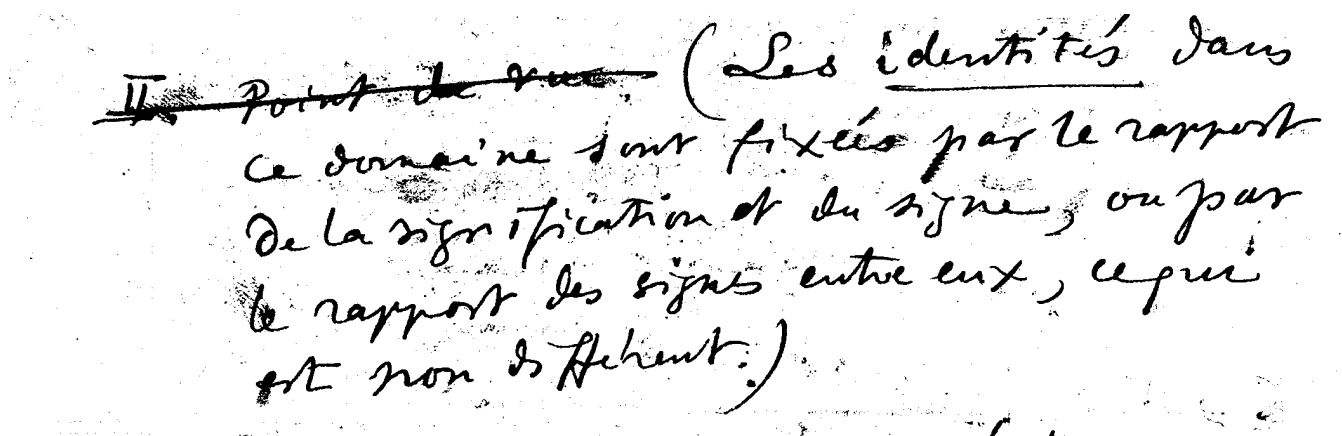 II. Point de vue. (Les identités dans
ce domaine sont fixées par le rapport
de la signification et du signe, ou par
le rapport des signes entre eux, ce qui
est non différent.)